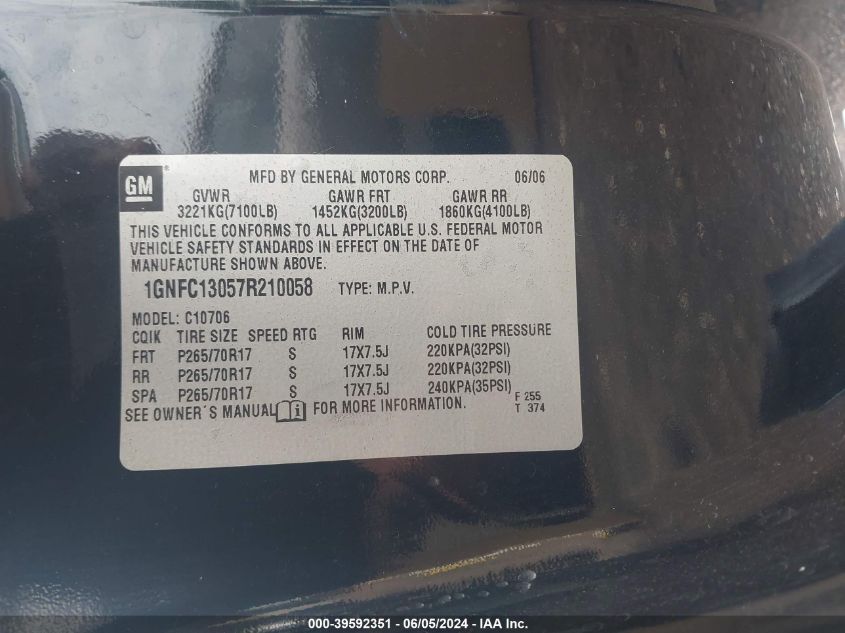 GM
MFD BY GENERAL MOTORS CORP. 06/06
GVWR GAWR FRT GAWR RR
3221KG(7100LB) 1452KG(3200LB) 1860KG(4100LB)
THIS VEHICLE CONFORMS TO ALL APPLICABLE U.S. FEDERAL MOTOR
VEHICLE SAFETY STANDARDS IN EFFECT ON THE DATE OF
MANUFACTURE SHOWN ABOVE.
1GNFC13057R210058 TYPE: M.P.V.
MODEL: C10706
CQIK TIRE SIZE SPEED RTG RIM COLD TIRE PRESSURE
FRT P265/70R17 S 17X7.5J 220KPA(32PSI)
RR P265/70R17 S 17X7.5J 220KPA(32PSI)
SPA P265/70R17 S 17X7.5J 240KPA(35PSI)
SEE OWNER´S MANUAL i FOR MORE INFORMATION.
F 255
T 374
000-39592351 - 06/05/2024 - IAA Inc.